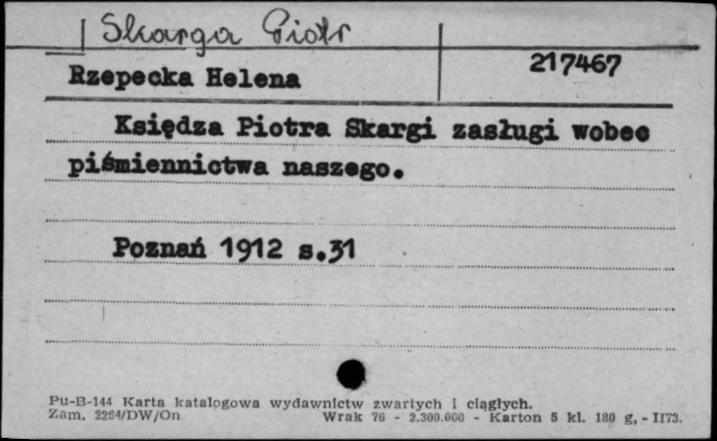 Skarga Piotr
Rzepecka Helena 217467
Księdza Piotra Skargi zasługi wobec
piśmiennictwa naszego.
Poznań 1912 s.31
Pu-B-144 Karta katalogowa wydawnictw zwartych i ciągłych.
Zam. 2264/DW/On Wrak 76 - 2.300.000 - Karton 5 kl. 180 g, - II73.